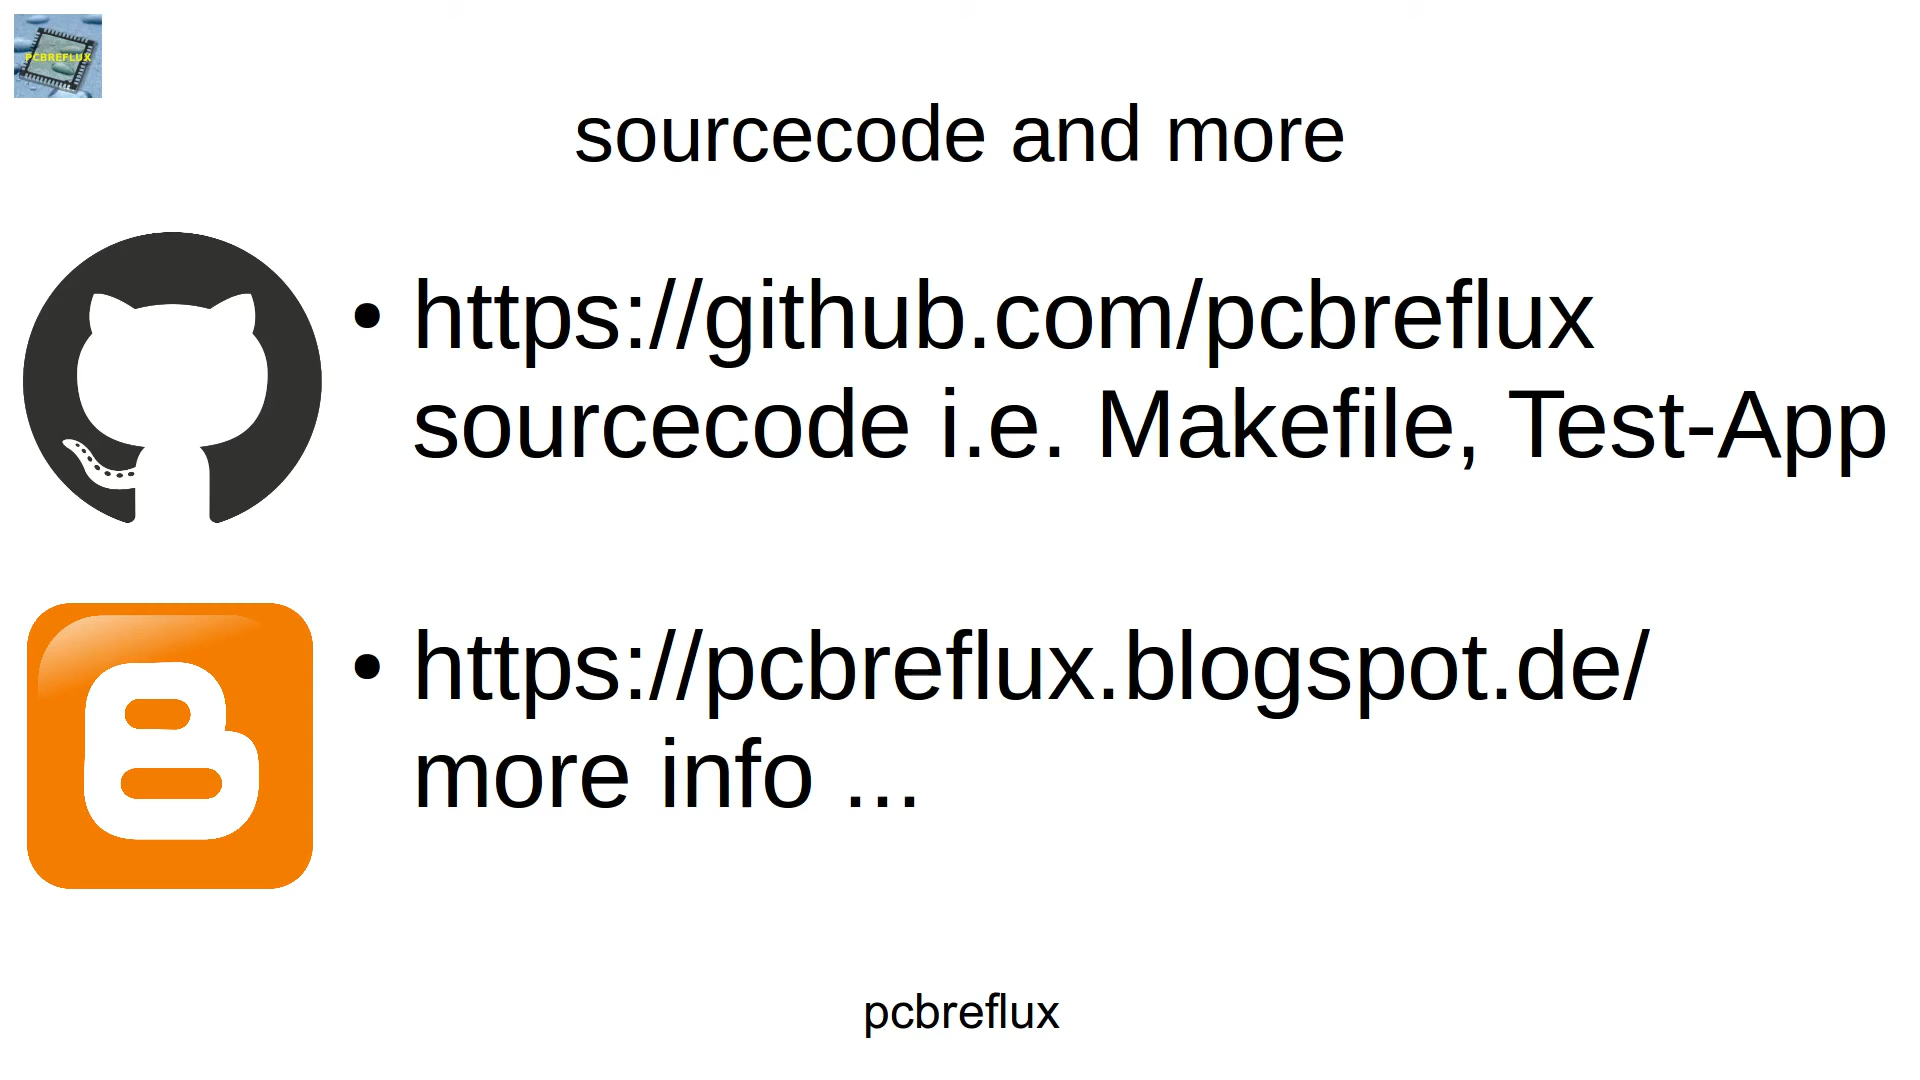 PCBREFLUX
sourcecode and more
• https://github.com/pcbreflux
sourcecode i.e. Makefile, Test-App
• https://pcbreflux.blogspot.de/
more info ...
pcbreflux